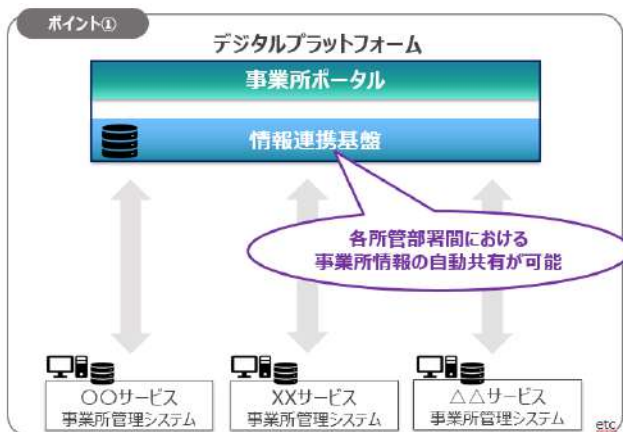 ポイント①
デジタルプラットフォーム
事業所ポータル
情報連携基盤
各所管部署間における
事業所情報の自動共有が可能
〇〇サービス
事業所管理システム
XXサービス
事業所管理システム
△△サービス
事業所管理システム
etc